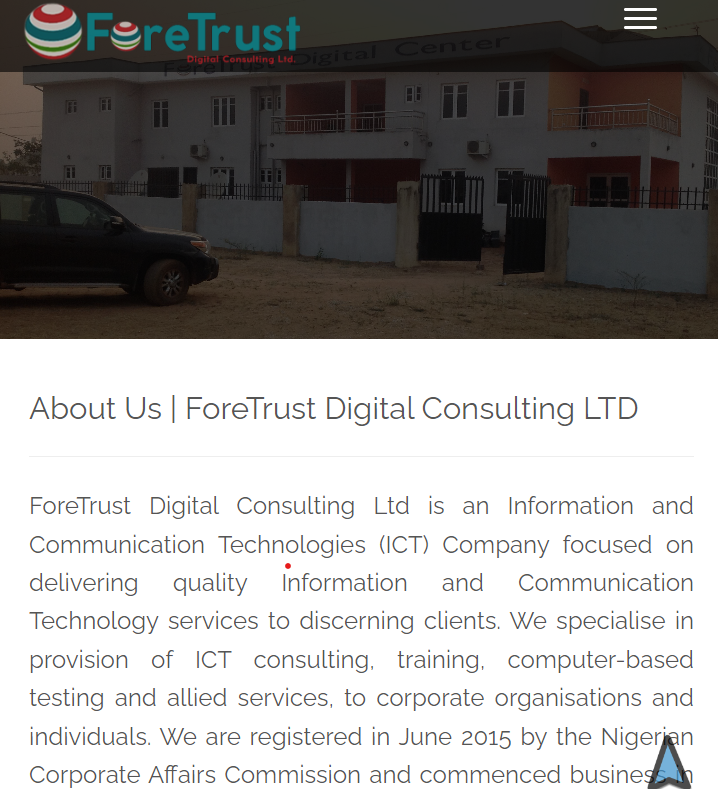 ForeTrust
Digital Consulting Ltd.
ForeTrust Digital Center
About Us | ForeTrust Digital Consulting LTD
ForeTrust Digital Consulting Ltd is an Information and
Communication Technologies (ICT) Company focused on
delivering quality Information and Communication
Technology services to discerning clients. We specialise in
provision of ICT consulting, training, computer-based
testing and allied services, to corporate organisations and
individuals. We are registered in June 2015 by the Nigerian
Corporate Affairs Commission and commenced business in